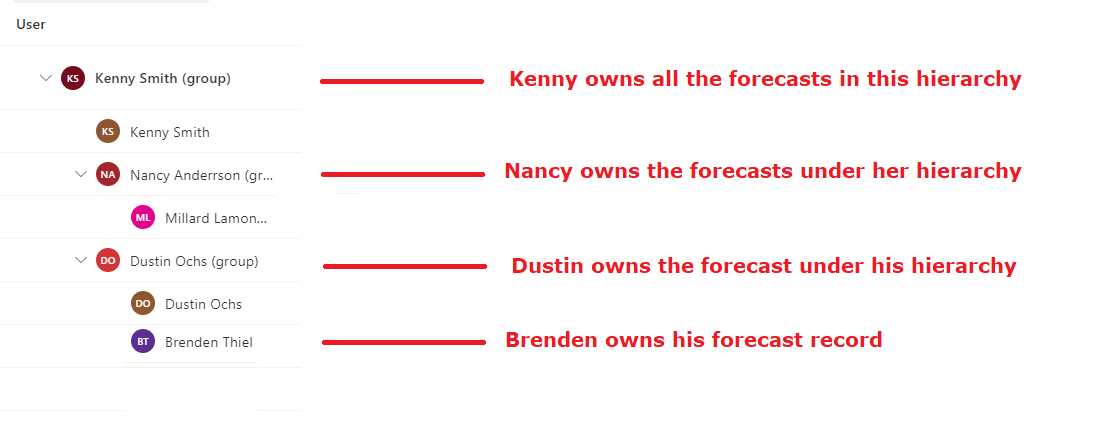 User
KS Kenny Smith (group) Kenny owns all the forecasts in this hierarchy
KS Kenny Smith
NA Nancy Anderrson (gr... Nancy owns the forecasts under her hierarchy
ML Millard Lamon...
DO Dustin Ochs (group) Dustin owns the forecast under his hierarchy
DO Dustin Ochs
BT Brenden Thiel Brenden owns his forecast record